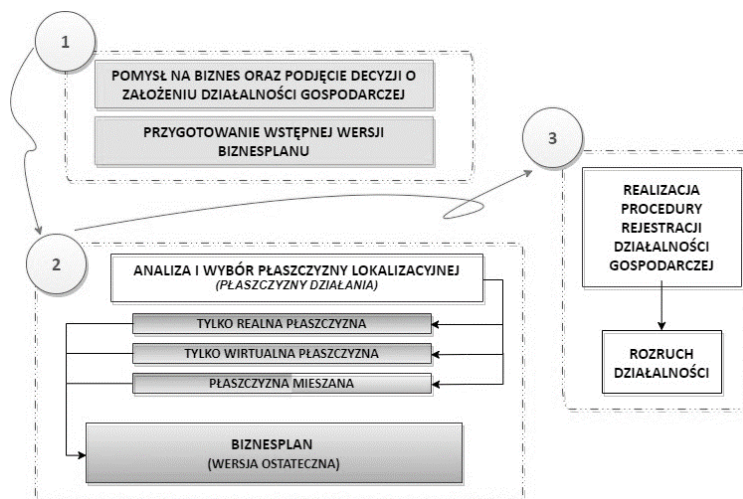 1
POMYSŁ NA BIZNES ORAZ PODJĘCIE DECYZJI O
ZAŁOŻENIU DZIAŁALNOŚCI GOSPODARCZEJ
PRZYGOTOWANIE WSTĘPNEJ WERSJI
BIZNESPLANU
2
ANALIZA I WYBÓR PŁASZCZYZNY LOKALIZACYJNEJ
(PŁASZCZYZNY DZIAŁANIA)
TYLKO REALNA PŁASZCZYZNA
TYLKO WIRTUALNA PŁASZCZYZNA
PŁASZCZYZNA MIESZANA
BIZNESPLAN
(WERSJA OSTATECZNA)
3
REALIZACJA
PROCEDURY
REJESTRACJI
DZIAŁALNOŚCI
GOSPODARCZEJ
ROZRUCH
DZIAŁALNOŚCI